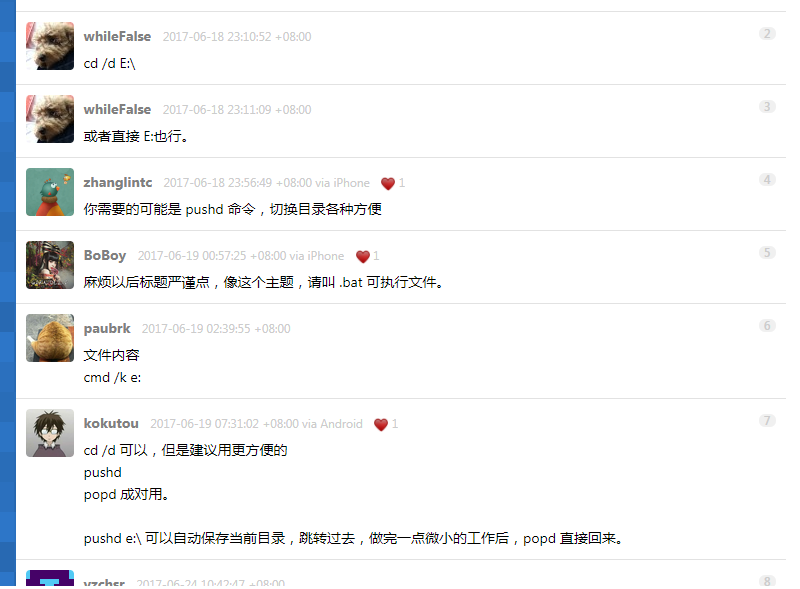 whileFalse 2017-06-18 23:10:52 +08:00 2
cd /d E:\
whileFalse 2017-06-18 23:11:09 +08:00 3
或者直接 E:也行。
zhanglintc 2017-06-18 23:56:49 +08:00 via iPhone 1 4
你需要的可能是 pushd 命令，切换目录各种方便
BoBoy 2017-06-19 00:57:25 +08:00 via iPhone 1 5
麻烦以后标题严谨点，像这个主题，请叫 .bat 可执行文件。
paubrk 2017-06-19 02:39:55 +08:00 6
文件内容
cmd /k e:
kokutou 2017-06-19 07:31:02 +08:00 via Android 1 7
cd /d 可以，但是建议用更方便的
pushd
popd 成对用。
pushd e:\ 可以自动保存当前目录，跳转过去，做完一点微小的工作后，popd 直接回来。
yzchsr 2017-06-24 10:42:47 +08:00 8